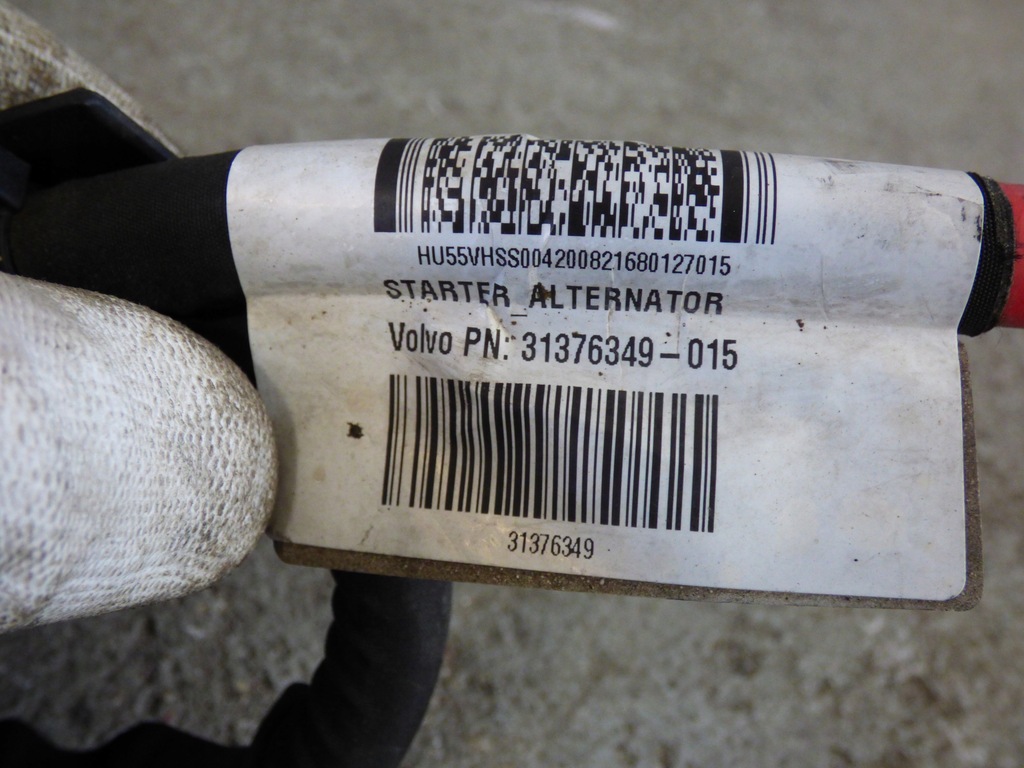 HU55VHSS004200821680127015
STARTER_ALTERNATOR
Volvo PN: 31376349-015
31376349